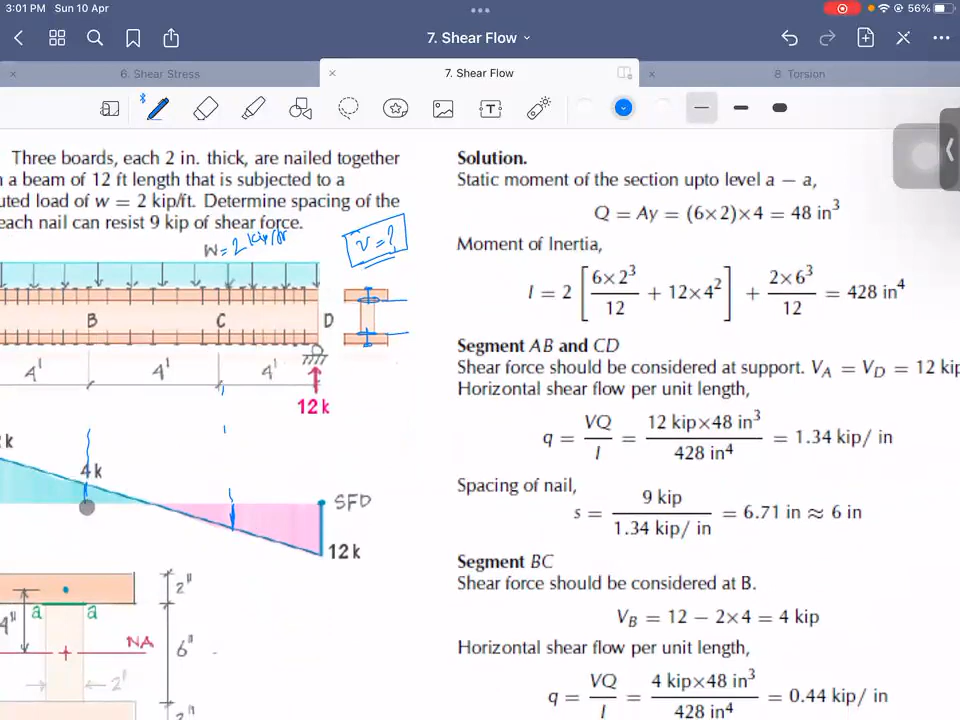 3:01 PM Sun 10 Apr
56%
7. Shear Flow
6. Shear Stress
7. Shear Flow
8. Torsion
Three boards, each 2 in. thick, are nailed together
a beam of 12 ft length that is subjected to a
uted load of w = 2 kip/ft. Determine spacing of the
each nail can resist 9 kip of shear force.
W = 2 kip/ft
v = ?
B C D
4' 4' 4'
12k
k
4k
SFD
12k
2"
4"
a a
NA
6"
2"
2"
Solution.
Static moment of the section upto level a − a,
Q = Ay = (6×2)×4 = 48 in³
Moment of Inertia,
I = 2 [ 6×2³/12 + 12×4² ] + 2×6³/12 = 428 in⁴
Segment AB and CD
Shear force should be considered at support. V_A = V_D = 12 kip
Horizontal shear flow per unit length,
q = VQ/I = 12 kip×48 in³/428 in⁴ = 1.34 kip/ in
Spacing of nail,
s = 9 kip/1.34 kip/ in = 6.71 in ≈ 6 in
Segment BC
Shear force should be considered at B.
V_B = 12 − 2×4 = 4 kip
Horizontal shear flow per unit length,
q = VQ/I = 4 kip×48 in³/428 in⁴ = 0.44 kip/ in